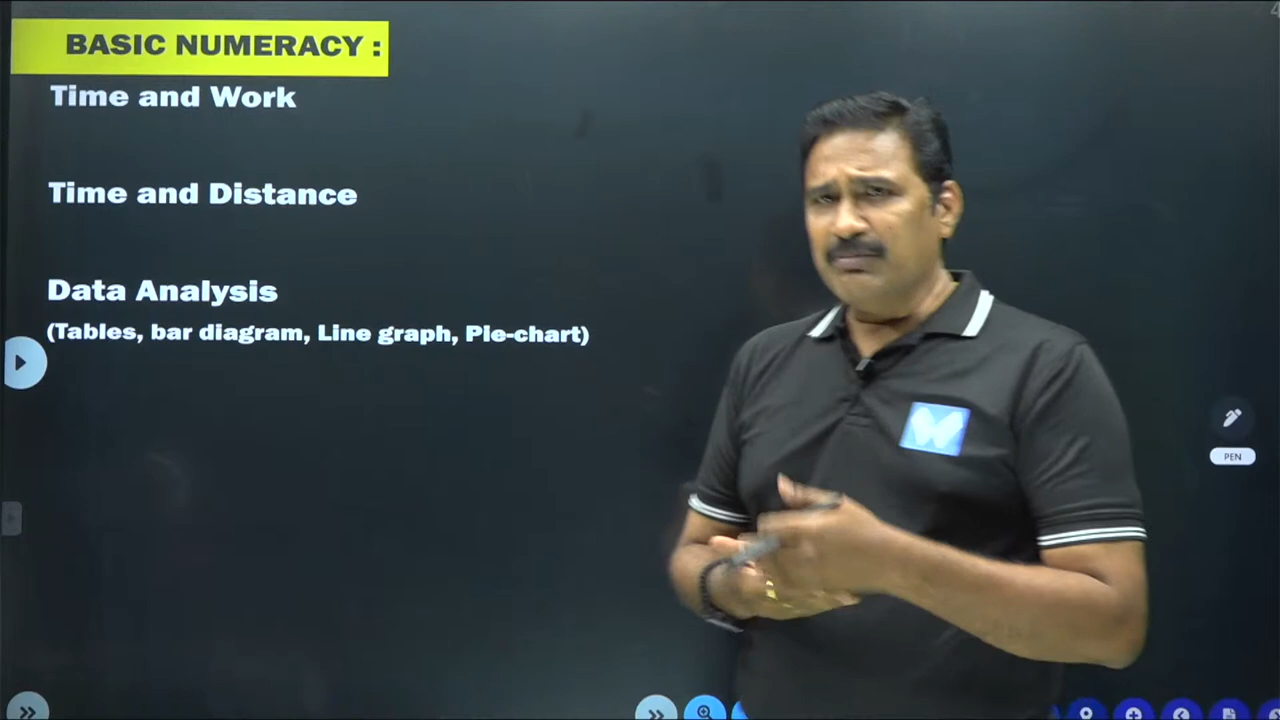 BASIC NUMERACY :
Time and Work
Time and Distance
Data Analysis
(Tables, bar diagram, Line graph, Pie-chart)
PEN